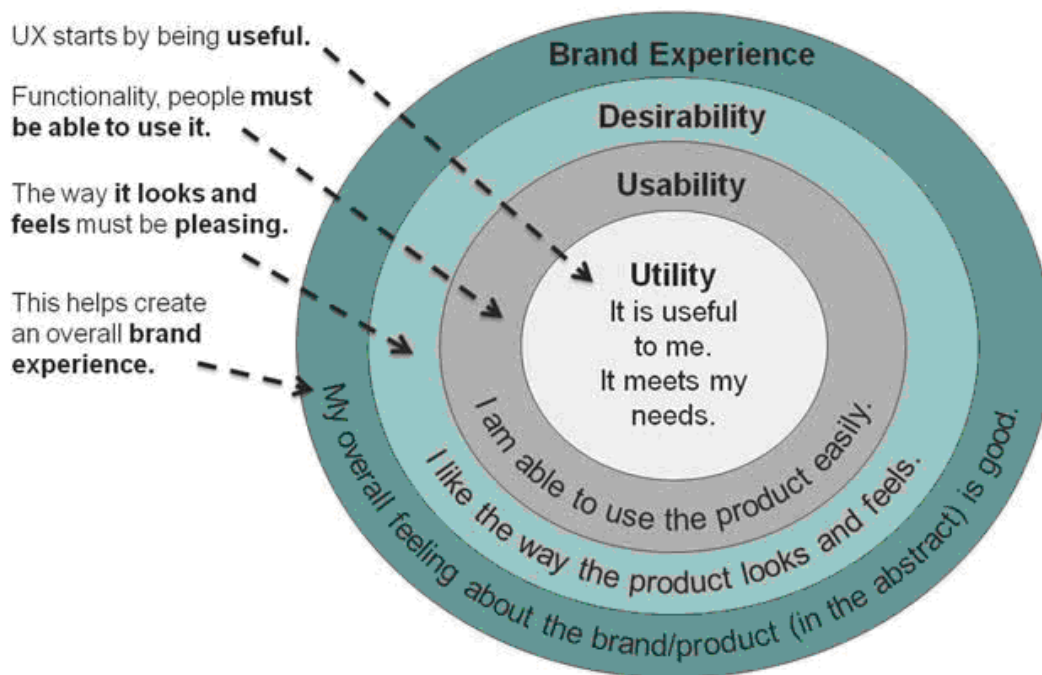 UX starts by being useful.
Functionality, people must
be able to use it.
The way it looks and
feels must be pleasing.
This helps create
an overall brand
experience.
Brand Experience
Desirability
Usability
Utility
It is useful
to me.
It meets my
needs.
I am able to use the product easily.
I like the way the product looks and feels.
My overall feeling about the brand/product (in the abstract) is good.